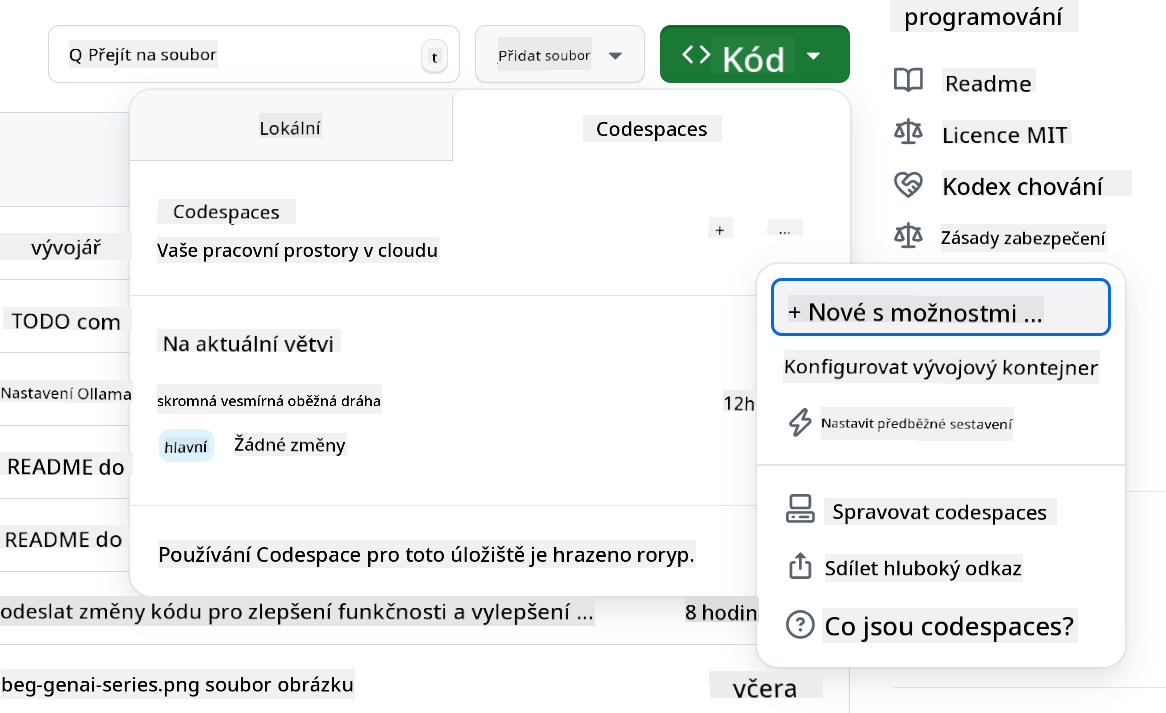 Q Přejít na soubor
t
Přidat soubor
<> Kód
programování
Readme
Licence MIT
Kodex chování
Zásady zabezpečení
Lokální
Codespaces
Codespaces
+
...
Vaše pracovní prostory v cloudu
vývojář
TODO com
Nastavení Ollama
README do
README do
Na aktuální větvi
skromná vesmírná oběžná dráha
12h
hlavní
Žádné změny
Používání Codespace pro toto úložiště je hrazeno roryp.
+ Nové s možnostmi ...
Konfigurovat vývojový kontejner
Nastavit předběžné sestavení
Spravovat codespaces
Sdílet hluboký odkaz
Co jsou codespaces?
odeslat změny kódu pro zlepšení funkčnosti a vylepšení ...
8 hodin
beg-genai-series.png soubor obrázku
včera